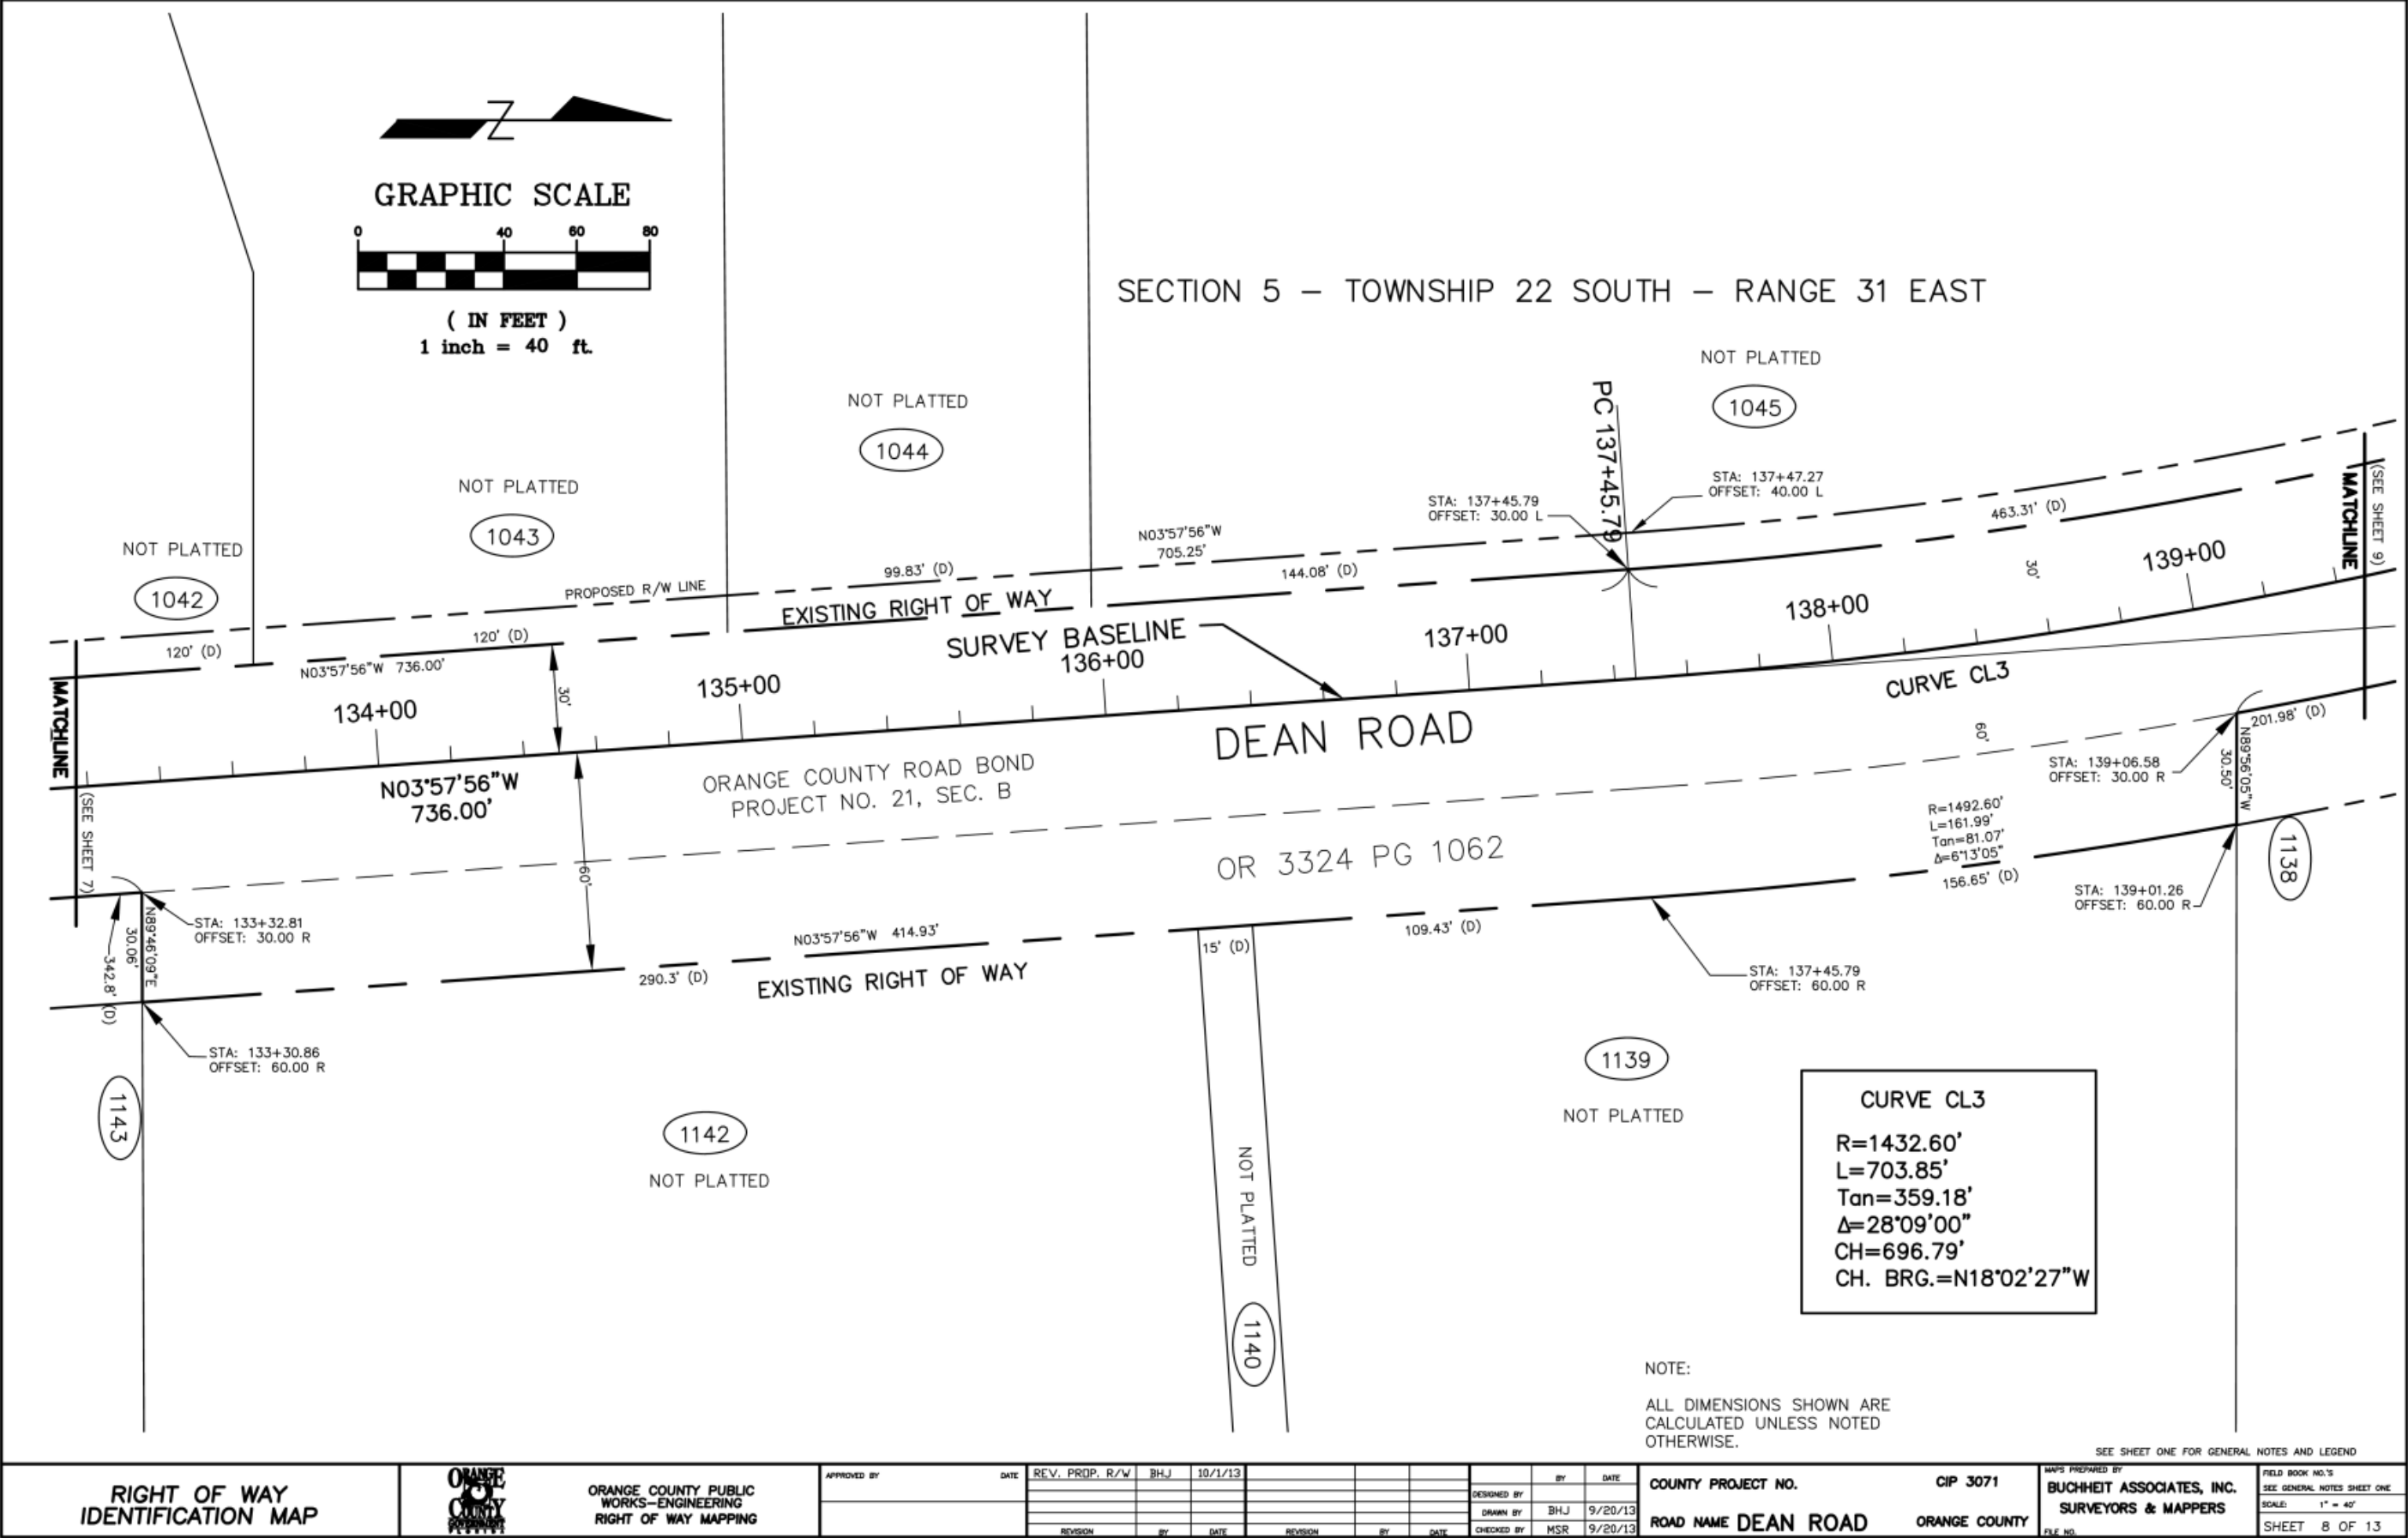 Z
GRAPHIC SCALE
0 40 60 80
( IN FEET )
1 inch = 40 ft.
SECTION 5 – TOWNSHIP 22 SOUTH – RANGE 31 EAST
NOT PLATTED
1042
NOT PLATTED
1043
NOT PLATTED
1044
NOT PLATTED
1045
PC 137+45.79
STA: 137+45.79
OFFSET: 30.00 L
STA: 137+47.27
OFFSET: 40.00 L
N03°57'56"W
705.25'
PROPOSED R/W LINE
99.83' (D)
144.08' (D)
463.31' (D)
120' (D)
120' (D)
N03°57'56"W 736.00'
EXISTING RIGHT OF WAY
SURVEY BASELINE
30'
30'
MATCHLINE
(SEE SHEET 7)
MATCHLINE
(SEE SHEET 9)
134+00
135+00
136+00
137+00
138+00
139+00
N03°57'56"W
736.00'
ORANGE COUNTY ROAD BOND
PROJECT NO. 21, SEC. B
DEAN ROAD
CURVE CL3
OR 3324 PG 1062
60'
60'
201.98' (D)
N89°56'05"W
30.50'
STA: 139+06.58
OFFSET: 30.00 R
R=1492.60'
L=161.99'
Tan=81.07'
Δ=6°13'05"
156.65' (D)
STA: 139+01.26
OFFSET: 60.00 R
1138
STA: 133+32.81
OFFSET: 30.00 R
N89°46'09"E
30.06'
342.8' (D)
STA: 133+30.86
OFFSET: 60.00 R
N03°57'56"W 414.93'
290.3' (D)
EXISTING RIGHT OF WAY
15' (D)
109.43' (D)
STA: 137+45.79
OFFSET: 60.00 R
1143
1142
NOT PLATTED
NOT PLATTED
1140
1139
NOT PLATTED
CURVE CL3
R=1432.60'
L=703.85'
Tan=359.18'
Δ=28°09'00"
CH=696.79'
CH. BRG.=N18°02'27"W
NOTE:
ALL DIMENSIONS SHOWN ARE
CALCULATED UNLESS NOTED
OTHERWISE.
SEE SHEET ONE FOR GENERAL NOTES AND LEGEND
RIGHT OF WAY
IDENTIFICATION MAP
ORANGE
COUNTY
GOVERNMENT
FLORIDA
ORANGE COUNTY PUBLIC
WORKS–ENGINEERING
RIGHT OF WAY MAPPING
APPROVED BY DATE
REV. PROP. R/W BHJ 10/1/13
REVISION BY DATE REVISION BY DATE
BY DATE
DESIGNED BY
DRAWN BY BHJ 9/20/13
CHECKED BY MSR 9/20/13
COUNTY PROJECT NO. CIP 3071
ROAD NAME DEAN ROAD ORANGE COUNTY
MAPS PREPARED BY
BUCHHEIT ASSOCIATES, INC.
SURVEYORS & MAPPERS
FILE NO.
FIELD BOOK NO.'S
SEE GENERAL NOTES SHEET ONE
SCALE: 1" = 40'
SHEET 8 OF 13